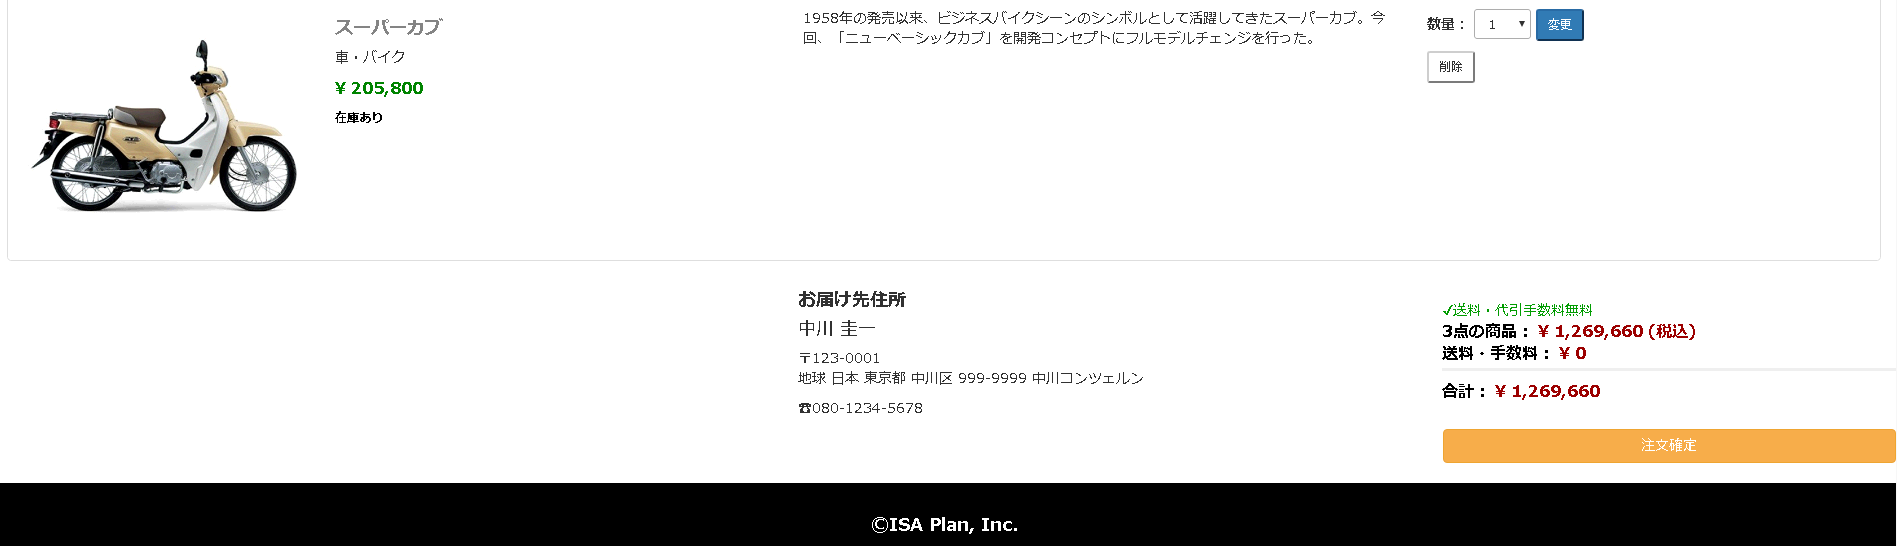 スーパーカブ
車・バイク
¥ 205,800
在庫あり
1958年の発売以来、ビジネスバイクシーンのシンボルとして活躍してきたスーパーカブ。今
回、「ニューベーシックカブ」を開発コンセプトにフルモデルチェンジを行った。
数量： 1 ▼ 変更
削除
お届け先住所
中川 圭一
〒123-0001
地球 日本 東京都 中川区 999-9999 中川コンツェルン
☎080-1234-5678
✔送料・代引手数料無料
3点の商品： ¥ 1,269,660 (税込)
送料・手数料： ¥ 0
合計： ¥ 1,269,660
注文確定
©ISA Plan, Inc.